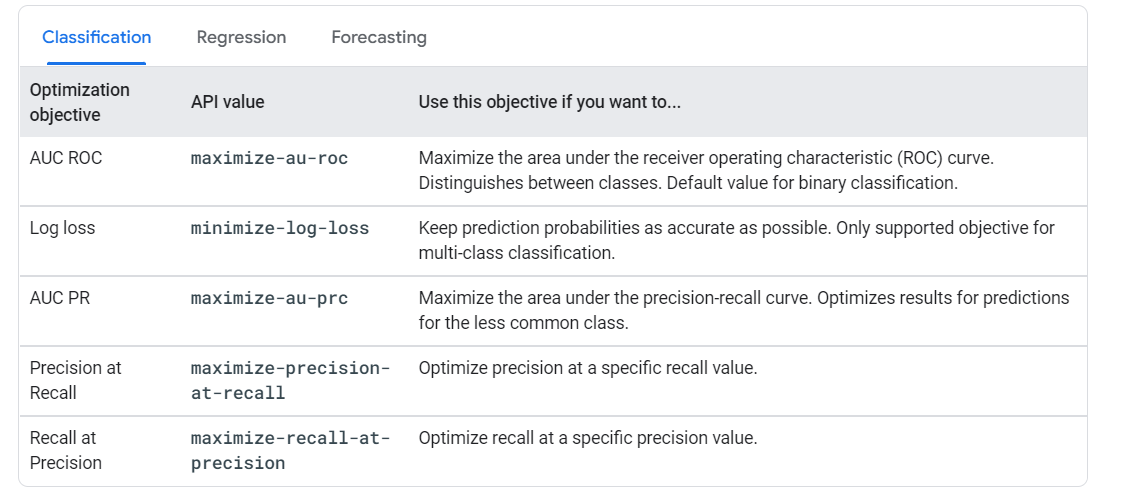 Classification Regression Forecasting
Optimization
objective
API value
Use this objective if you want to...
AUC ROC
maximize-au-roc
Maximize the area under the receiver operating characteristic (ROC) curve.
Distinguishes between classes. Default value for binary classification.
Log loss
minimize-log-loss
Keep prediction probabilities as accurate as possible. Only supported objective for
multi-class classification.
AUC PR
maximize-au-prc
Maximize the area under the precision-recall curve. Optimizes results for predictions
for the less common class.
Precision at
Recall
maximize-precision-
at-recall
Optimize precision at a specific recall value.
Recall at
Precision
maximize-recall-at-
precision
Optimize recall at a specific precision value.